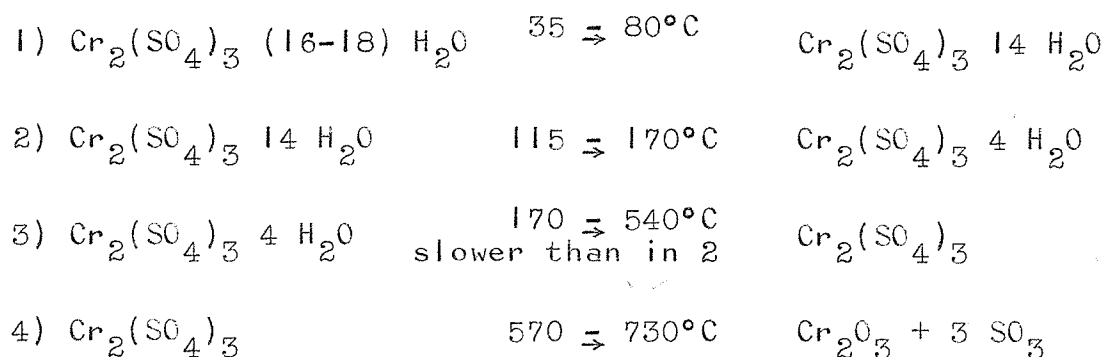 1) Cr₂(SO₄)₃ (16-18) H₂O 35 ⇁ 80°C Cr₂(SO₄)₃ 14 H₂O
2) Cr₂(SO₄)₃ 14 H₂O 115 ⇁ 170°C Cr₂(SO₄)₃ 4 H₂O
3) Cr₂(SO₄)₃ 4 H₂O 170 ⇁ 540°C Cr₂(SO₄)₃
slower than in 2
4) Cr₂(SO₄)₃ 570 ⇁ 730°C Cr₂O₃ + 3 SO₃